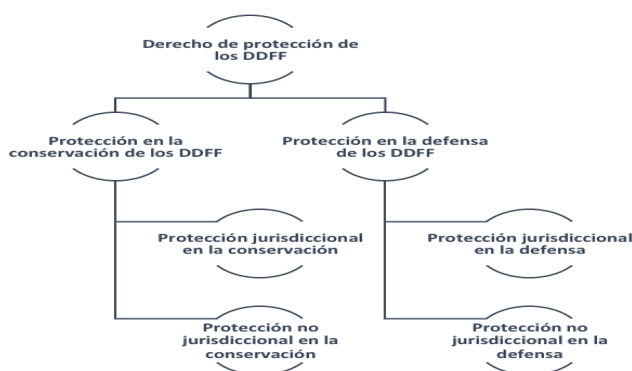 Derecho de protección de
los DDFF
Protección en la
conservación de los DDFF
Protección en la defensa
de los DDFF
Protección jurisdiccional
en la conservación
Protección jurisdiccional
en la defensa
Protección no
jurisdiccional en la
conservación
Protección no
jurisdiccional en la
defensa